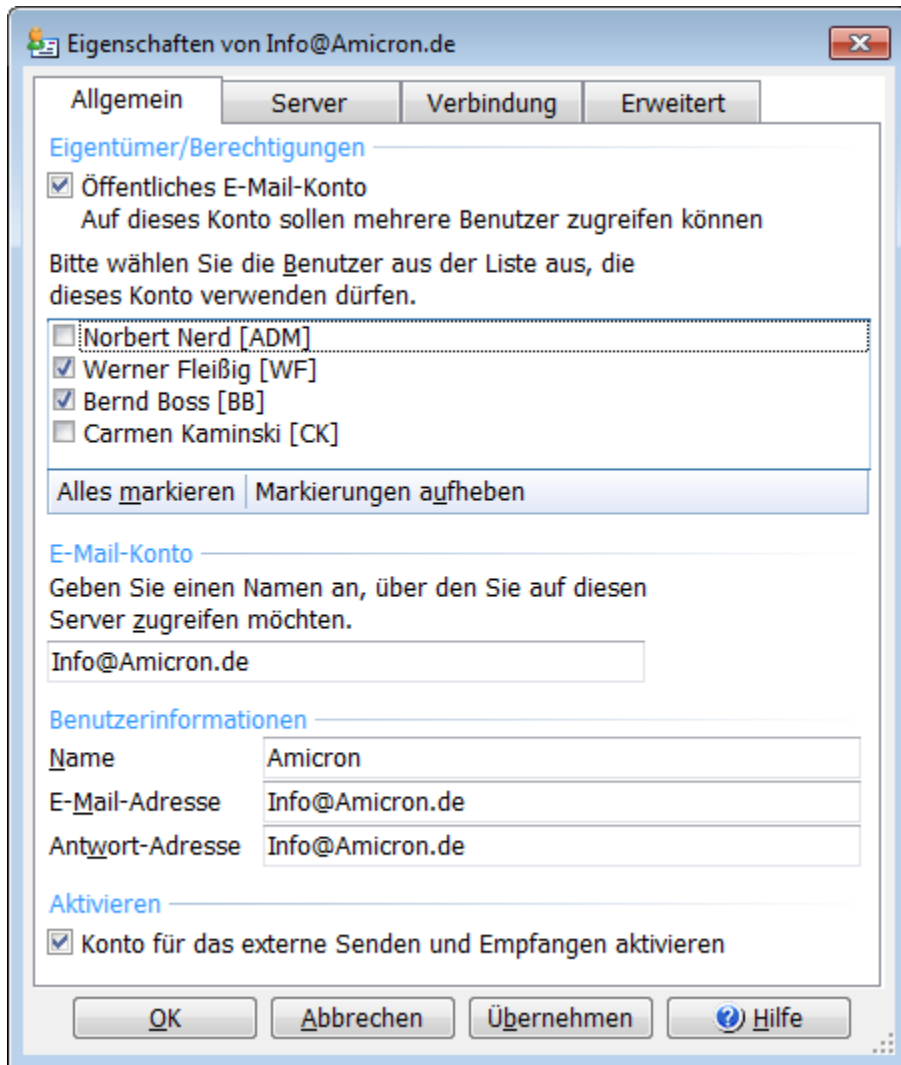 Eigenschaften von Info@Amicron.de
Allgemein Server Verbindung Erweitert
Eigentümer/Berechtigungen
Öffentliches E-Mail-Konto
Auf dieses Konto sollen mehrere Benutzer zugreifen können
Bitte wählen Sie die Benutzer aus der Liste aus, die
dieses Konto verwenden dürfen.
Norbert Nerd [ADM]
Werner Fleißig [WF]
Bernd Boss [BB]
Carmen Kaminski [CK]
Alles markieren Markierungen aufheben
E-Mail-Konto
Geben Sie einen Namen an, über den Sie auf diesen
Server zugreifen möchten.
Info@Amicron.de
Benutzerinformationen
Name Amicron
E-Mail-Adresse Info@Amicron.de
Antwort-Adresse Info@Amicron.de
Aktivieren
Konto für das externe Senden und Empfangen aktivieren
OK Abbrechen Übernehmen Hilfe